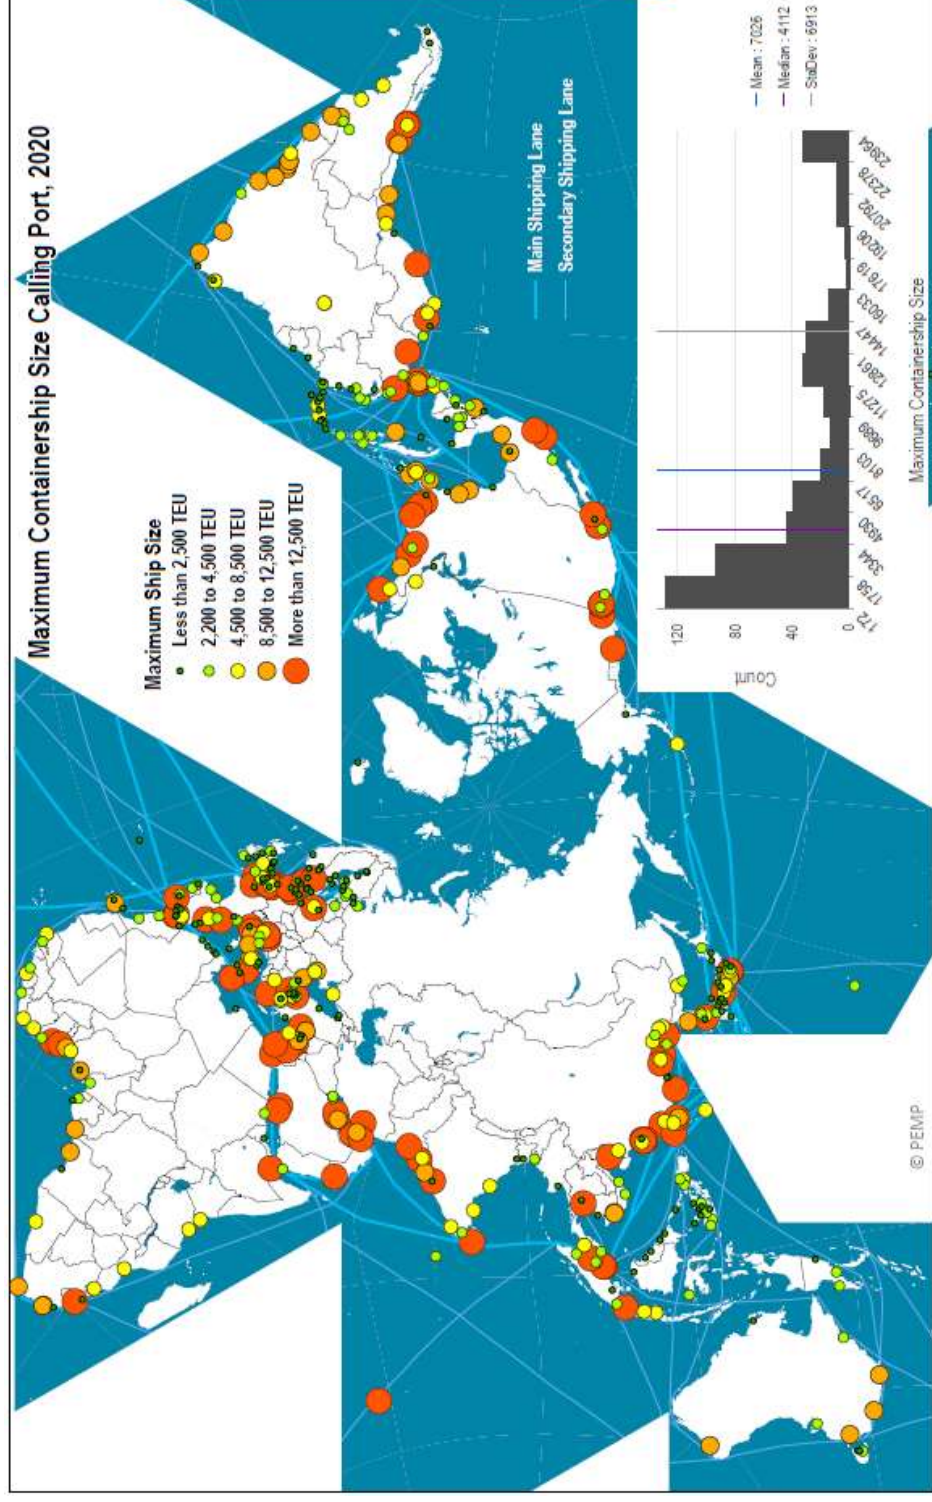 Maximum Containership Size Calling Port, 2020
Maximum Ship Size
Less than 2,500 TEU
2,200 to 4,500 TEU
4,500 to 8,500 TEU
8,500 to 12,500 TEU
More than 12,500 TEU
Main Shipping Lane
Secondary Shipping Lane
Mean : 7026
Median : 4112
StdDev : 6913
Count
120
80
40
0
172
1758
3344
4930
6517
8103
9689
11275
12861
14447
16033
17619
19206
20792
22378
23964
Maximum Containership Size
© PEMP